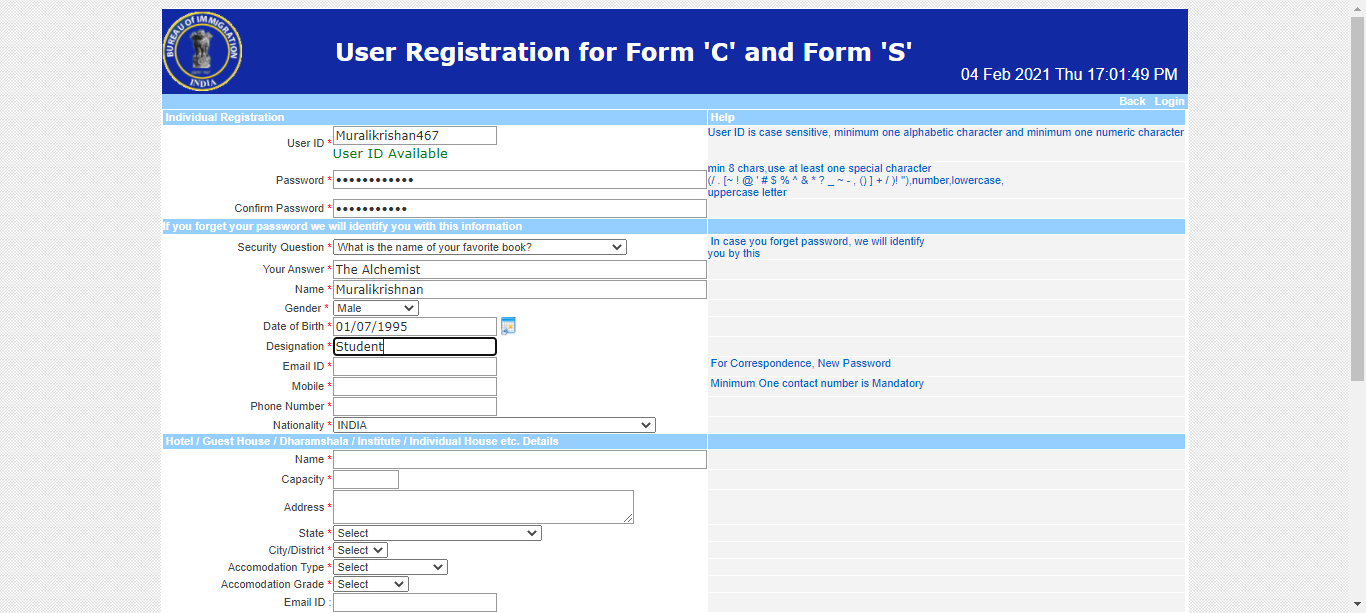 BUREAU OF IMMIGRATION
INDIA
User Registration for Form 'C' and Form 'S'
04 Feb 2021 Thu 17:01:49 PM
Back Login
Individual Registration Help
User ID * Muralikrishan467 User ID is case sensitive, minimum one alphabetic character and minimum one numeric character
User ID Available
Password * •••••••••••• min 8 chars,use at least one special character
(/ . [~ ! @ ' # $ % ^ & * ? _ ~ - , () ] + / )! "),number,lowercase,
uppercase letter
Confirm Password * •••••••••••
If you forget your password we will identify you with this information
Security Question * What is the name of your favorite book? In case you forget password, we will identify
you by this
Your Answer * The Alchemist
Name * Muralikrishnan
Gender * Male
Date of Birth * 01/07/1995
Designation * Student
Email ID * For Correspondence, New Password
Mobile * Minimum One contact number is Mandatory
Phone Number *
Nationality * INDIA
Hotel / Guest House / Dharamshala / Institute / Individual House etc. Details
Name *
Capacity *
Address *
State * Select
City/District * Select
Accomodation Type * Select
Accomodation Grade * Select
Email ID :